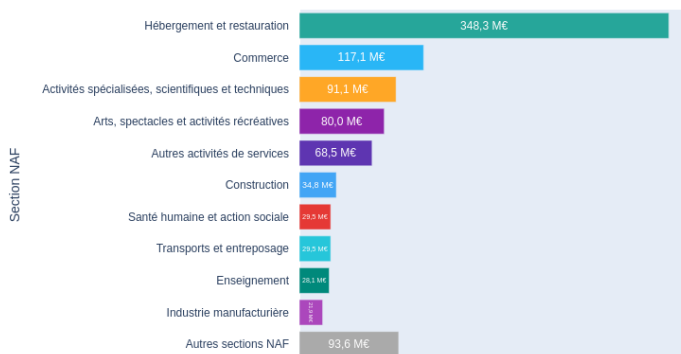 Section NAF
Hébergement et restauration 348,3 M€
Commerce 117,1 M€
Activités spécialisées, scientifiques et techniques 91,1 M€
Arts, spectacles et activités récréatives 80,0 M€
Autres activités de services 68,5 M€
Construction 34,8 M€
Santé humaine et action sociale 29,5 M€
Transports et entreposage 29,5 M€
Enseignement 28,1 M€
Industrie manufacturière
Autres sections NAF 93,6 M€